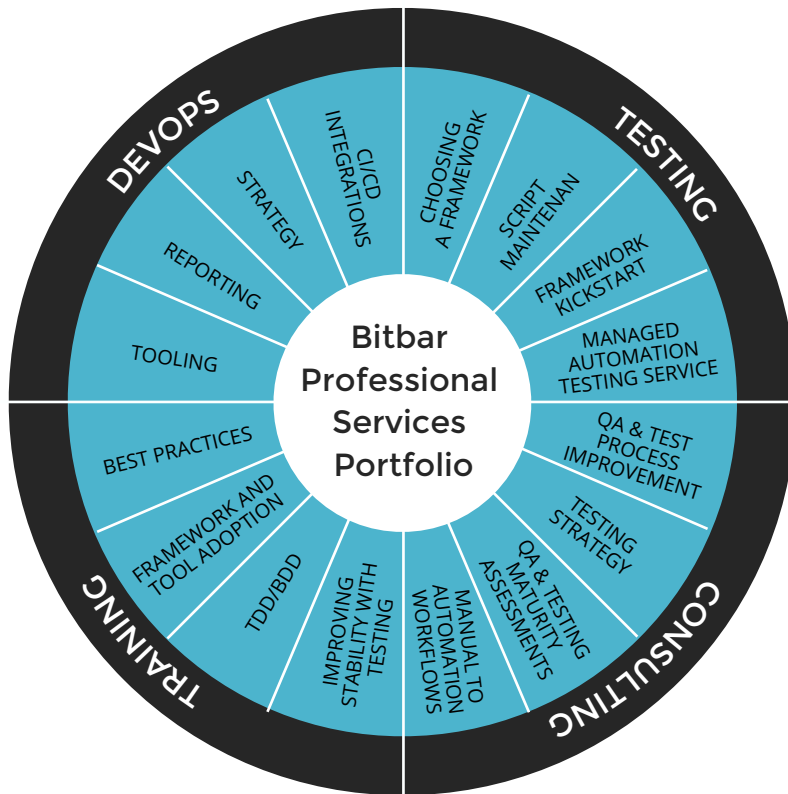 Bitbar
Professional
Services
Portfolio
TESTING
CHOOSING
A FRAMEWORK
SCRIPT
MAINTENAN
FRAMEWORK
KICKSTART
MANAGED
AUTOMATION
TESTING SERVICE
CONSULTING
QA & TEST
PROCESS
IMPROVEMENT
TESTING
STRATEGY
QA & TESTING
MATURITY
ASSESSMENTS
MANUAL TO
AUTOMATION
WORKFLOWS
TRAINING
IMPROVING
STABILITY WITH
TESTING
TDD/BDD
FRAMEWORK AND
TOOL ADOPTION
BEST PRACTICES
DEVOPS
TOOLING
REPORTING
STRATEGY
CI/CD
INTEGRATIONS